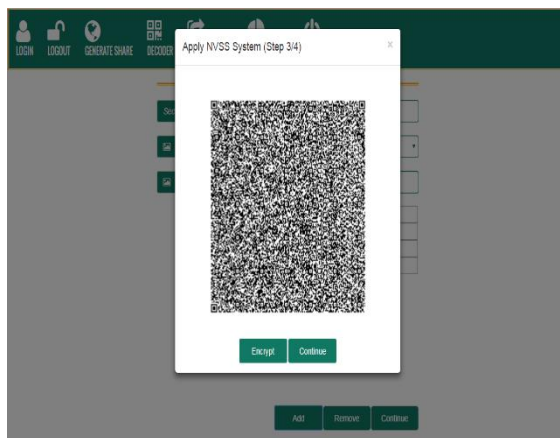 LOGIN
LOGOUT
GENERATE SHARE
DECODER
Apply NVSS System (Step 3/4)
x
Encrypt
Continue
Add
Remove
Continue